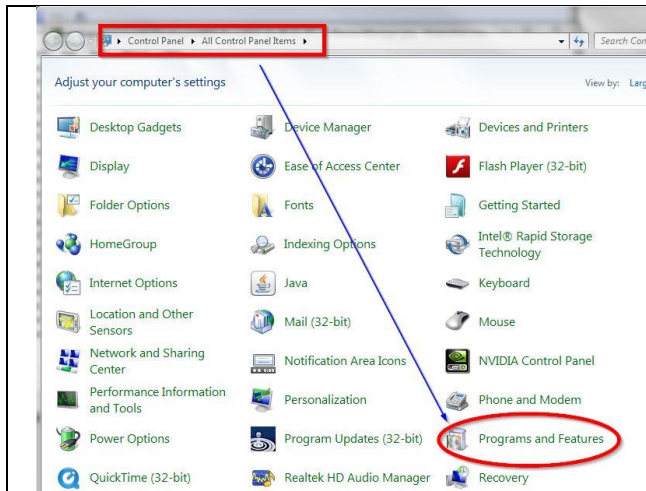 Control Panel ▸ All Control Panel Items ▸
Search Con
Adjust your computer's settings
View by: Larg
Desktop Gadgets
Device Manager
Devices and Printers
Display
Ease of Access Center
Flash Player (32-bit)
Folder Options
Fonts
Getting Started
HomeGroup
Indexing Options
Intel® Rapid Storage
Technology
Internet Options
Java
Keyboard
Location and Other
Sensors
Mail (32-bit)
Mouse
Network and Sharing
Center
Notification Area Icons
NVIDIA Control Panel
Performance Information
and Tools
Personalization
Phone and Modem
Power Options
Program Updates (32-bit)
Programs and Features
QuickTime (32-bit)
Realtek HD Audio Manager
Recovery